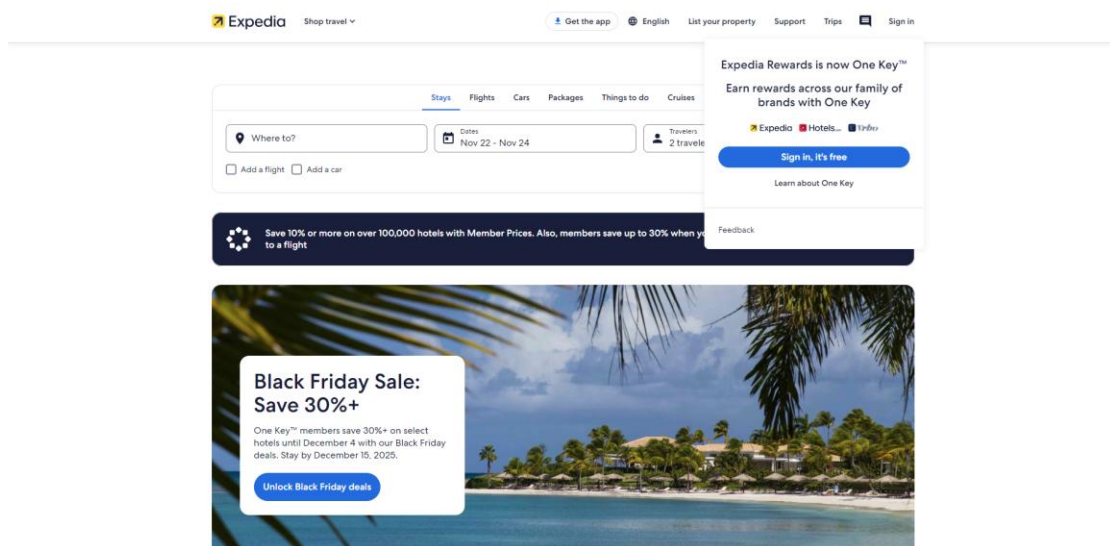 Expedia
Shop travel
Get the app
English
List your property
Support
Trips
Sign in
Expedia Rewards is now One Key™
Earn rewards across our family of
brands with One Key
Expedia Hotels... Vrbo
Sign in, it's free
Learn about One Key
Feedback
Stays
Flights
Cars
Packages
Things to do
Cruises
Where to?
Dates
Nov 22 - Nov 24
Travelers
2 travele
Add a flight
Add a car
Save 10% or more on over 100,000 hotels with Member Prices. Also, members save up to 30% when yo
to a flight
Black Friday Sale:
Save 30%+
One Key™ members save 30%+ on select
hotels until December 4 with our Black Friday
deals. Stay by December 15, 2025.
Unlock Black Friday deals